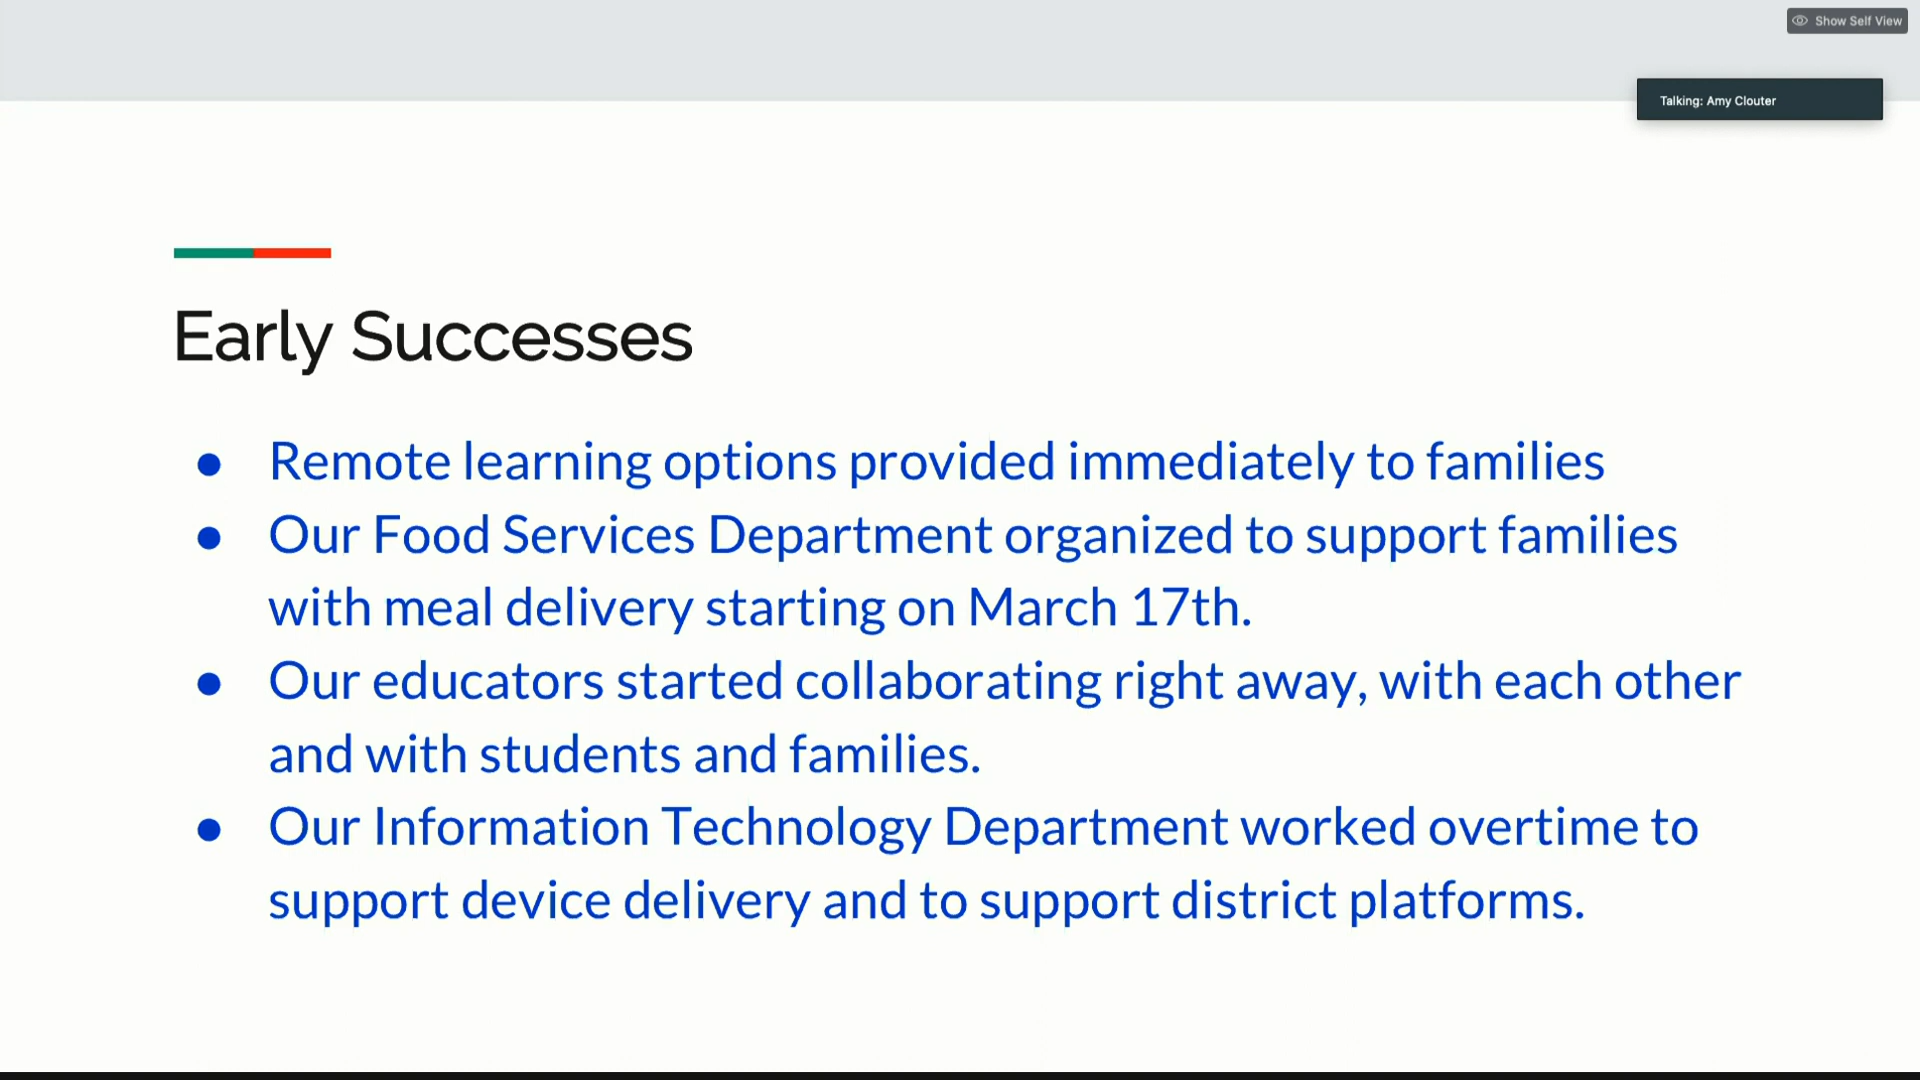 Show Self View
Talking: Amy Clouter
Early Successes
● Remote learning options provided immediately to families
● Our Food Services Department organized to support families
with meal delivery starting on March 17th.
● Our educators started collaborating right away, with each other
and with students and families.
● Our Information Technology Department worked overtime to
support device delivery and to support district platforms.